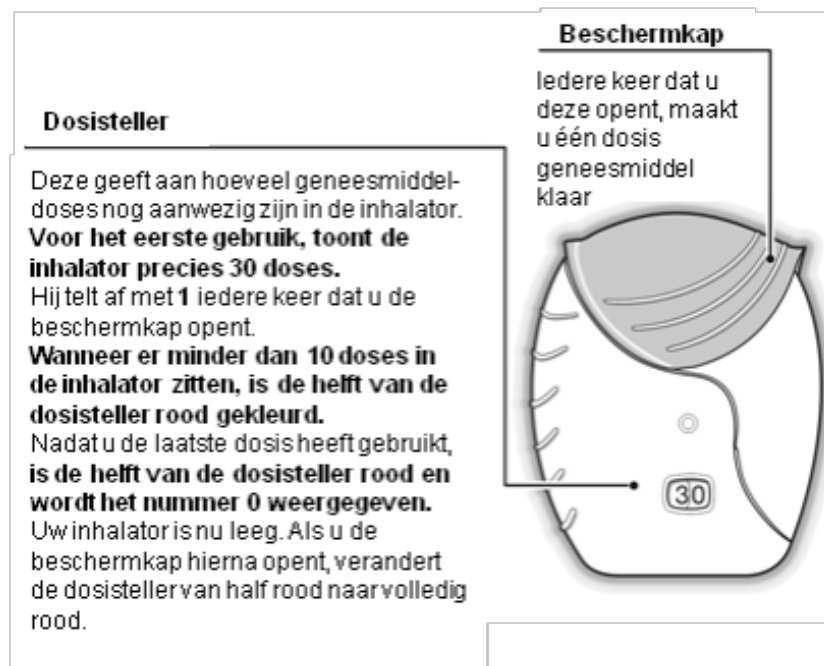 Beschermkap
Iedere keer dat u
deze opent, maakt
u één dosis
geneesmiddel
klaar
Dosisteller
Deze geeft aan hoeveel geneesmiddel-
doses nog aanwezig zijn in de inhalator.
Voor het eerste gebruik, toont de
inhalator precies 30 doses.
Hij telt af met 1 iedere keer dat u de
beschermkap opent.
Wanneer er minder dan 10 doses in
de inhalator zitten, is de helft van de
dosisteller rood gekleurd.
Nadat u de laatste dosis heeft gebruikt,
is de helft van de dosisteller rood en
wordt het nummer 0 weergegeven.
Uw inhalator is nu leeg. Als u de
beschermkap hierna opent, verandert
de dosisteller van half rood naar volledig
rood.
30